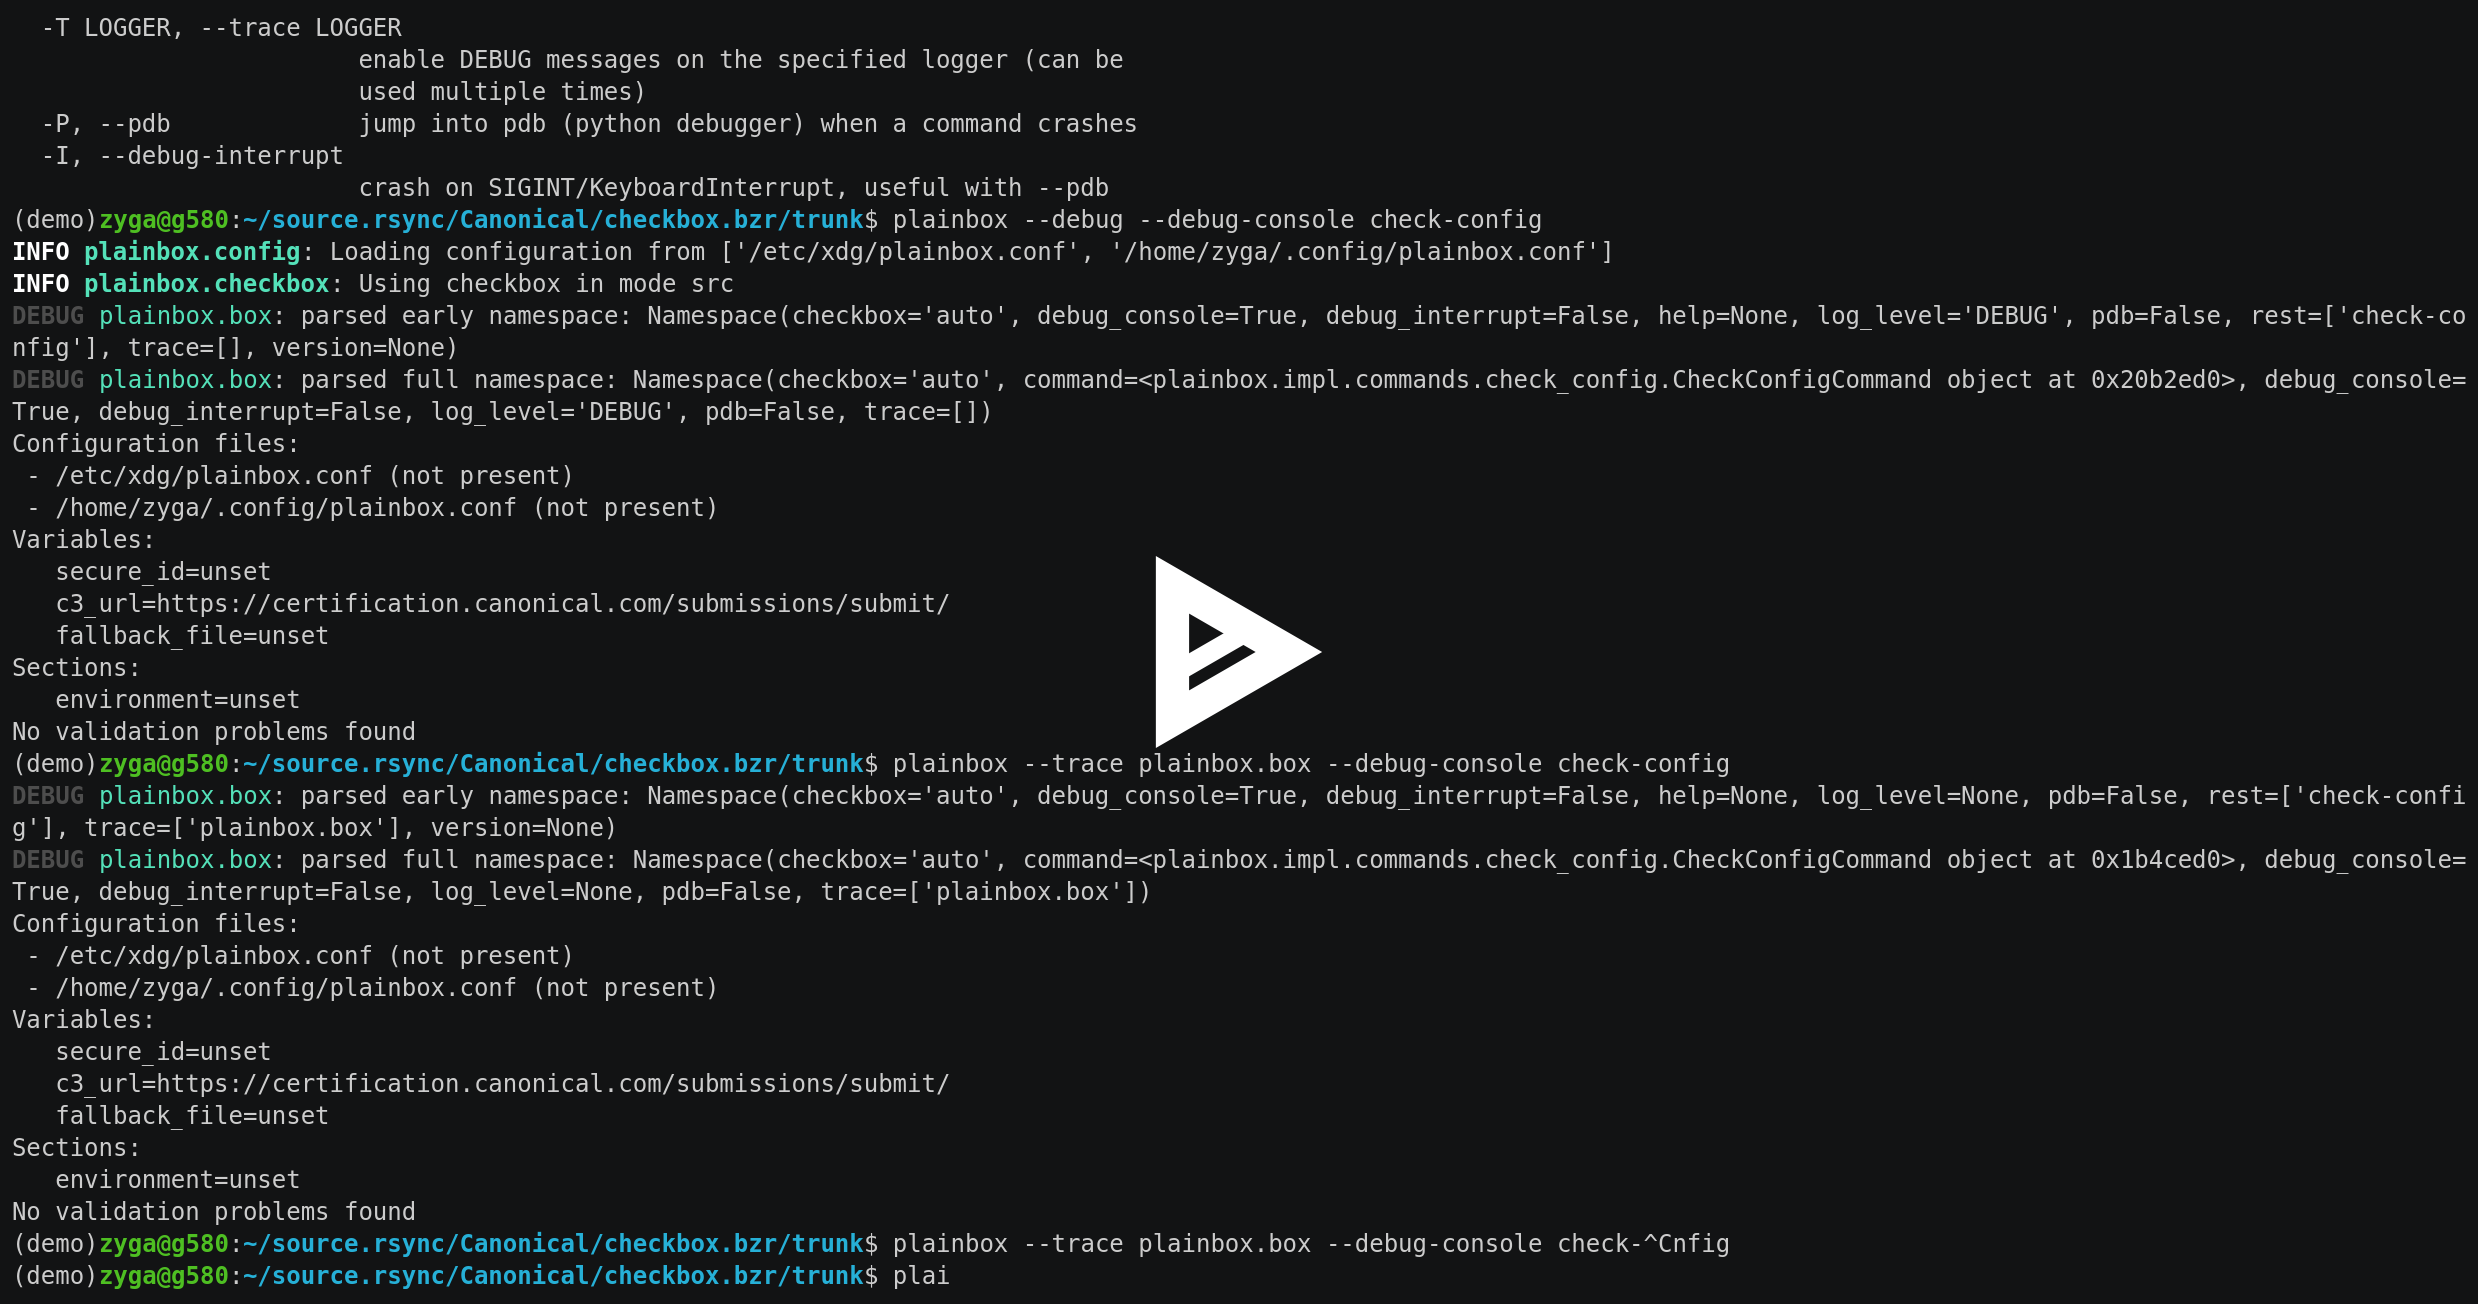 -T LOGGER, --trace LOGGER
                        enable DEBUG messages on the specified logger (can be
                        used multiple times)
  -P, --pdb             jump into pdb (python debugger) when a command crashes
  -I, --debug-interrupt
                        crash on SIGINT/KeyboardInterrupt, useful with --pdb
(demo)zyga@g580:~/source.rsync/Canonical/checkbox.bzr/trunk$ plainbox --debug --debug-console check-config
INFO plainbox.config: Loading configuration from ['/etc/xdg/plainbox.conf', '/home/zyga/.config/plainbox.conf']
INFO plainbox.checkbox: Using checkbox in mode src
DEBUG plainbox.box: parsed early namespace: Namespace(checkbox='auto', debug_console=True, debug_interrupt=False, help=None, log_level='DEBUG', pdb=False, rest=['check-co
nfig'], trace=[], version=None)
DEBUG plainbox.box: parsed full namespace: Namespace(checkbox='auto', command=<plainbox.impl.commands.check_config.CheckConfigCommand object at 0x20b2ed0>, debug_console=
True, debug_interrupt=False, log_level='DEBUG', pdb=False, trace=[])
Configuration files:
 - /etc/xdg/plainbox.conf (not present)
 - /home/zyga/.config/plainbox.conf (not present)
Variables:
   secure_id=unset
   c3_url=https://certification.canonical.com/submissions/submit/
   fallback_file=unset
Sections:
   environment=unset
No validation problems found
(demo)zyga@g580:~/source.rsync/Canonical/checkbox.bzr/trunk$ plainbox --trace plainbox.box --debug-console check-config
DEBUG plainbox.box: parsed early namespace: Namespace(checkbox='auto', debug_console=True, debug_interrupt=False, help=None, log_level=None, pdb=False, rest=['check-confi
g'], trace=['plainbox.box'], version=None)
DEBUG plainbox.box: parsed full namespace: Namespace(checkbox='auto', command=<plainbox.impl.commands.check_config.CheckConfigCommand object at 0x1b4ced0>, debug_console=
True, debug_interrupt=False, log_level=None, pdb=False, trace=['plainbox.box'])
Configuration files:
 - /etc/xdg/plainbox.conf (not present)
 - /home/zyga/.config/plainbox.conf (not present)
Variables:
   secure_id=unset
   c3_url=https://certification.canonical.com/submissions/submit/
   fallback_file=unset
Sections:
   environment=unset
No validation problems found
(demo)zyga@g580:~/source.rsync/Canonical/checkbox.bzr/trunk$ plainbox --trace plainbox.box --debug-console check-^Cnfig
(demo)zyga@g580:~/source.rsync/Canonical/checkbox.bzr/trunk$ plai